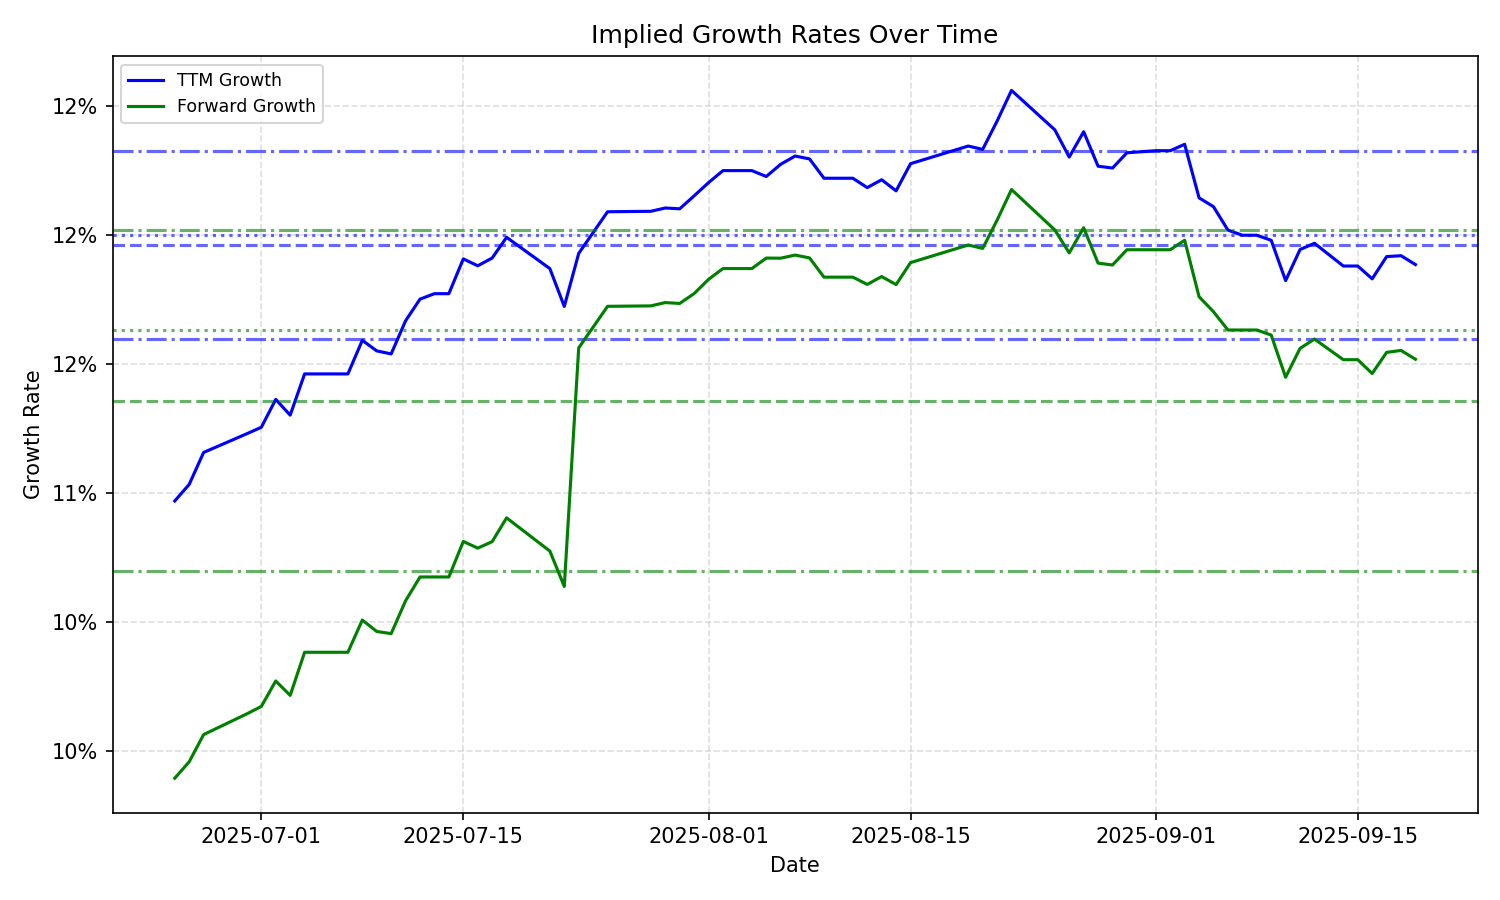 Implied Growth Rates Over Time
TTM Growth
Forward Growth
12%
12%
12%
11%
10%
10%
Growth Rate
2025-07-01
2025-07-15
2025-08-01
2025-08-15
2025-09-01
2025-09-15
Date